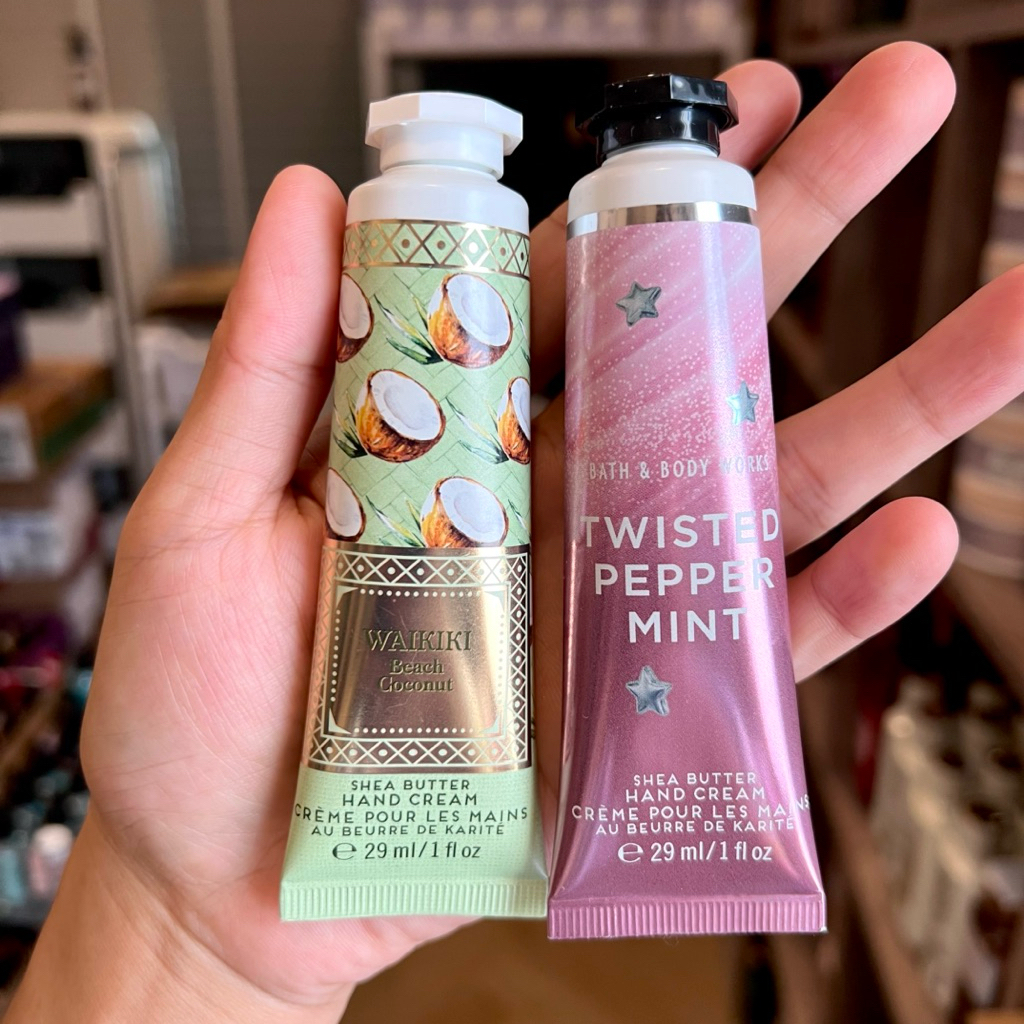 WAIKIKI
Beach
Coconut
SHEA BUTTER
HAND CREAM
CRÈME POUR LES MAINS
AU BEURRE DE KARITÉ
℮ 29 ml/1 fl oz
BATH & BODY WORKS
TWISTED
PEPPER
MINT
SHEA BUTTER
HAND CREAM
CRÈME POUR LES MAINS
AU BEURRE DE KARITÉ
℮ 29 ml/1 fl oz